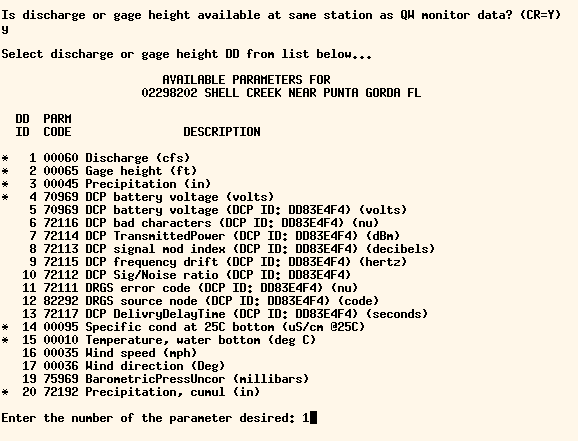 Is discharge or gage height available at same station as QW monitor data? (CR=Y)
y
Select discharge or gage height DD from list below...
AVAILABLE PARAMETERS FOR
02298202 SHELL CREEK NEAR PUNTA GORDA FL
DD PARM
ID CODE DESCRIPTION
* 1 00060 Discharge (cfs)
* 2 00065 Gage height (ft)
* 3 00045 Precipitation (in)
* 4 70969 DCP battery voltage (volts)
5 70969 DCP battery voltage (DCP ID: DD83E4F4) (volts)
6 72116 DCP bad characters (DCP ID: DD83E4F4) (nu)
7 72114 DCP TransmittedPower (DCP ID: DD83E4F4) (dBm)
8 72113 DCP signal mod index (DCP ID: DD83E4F4) (decibels)
9 72115 DCP frequency drift (DCP ID: DD83E4F4) (hertz)
10 72112 DCP Sig/Noise ratio (DCP ID: DD83E4F4)
11 72111 DRGS error code (DCP ID: DD83E4F4) (nu)
12 82292 DRGS source node (DCP ID: DD83E4F4) (code)
13 72117 DCP DelivryDelayTime (DCP ID: DD83E4F4) (seconds)
* 14 00095 Specific cond at 25C bottom (uS/cm @25C)
* 15 00010 Temperature, water bottom (deg C)
16 00035 Wind speed (mph)
17 00036 Wind direction (Deg)
19 75969 BarometricPressUncor (millibars)
* 20 72192 Precipitation, cumul (in)
Enter the number of the parameter desired: 1